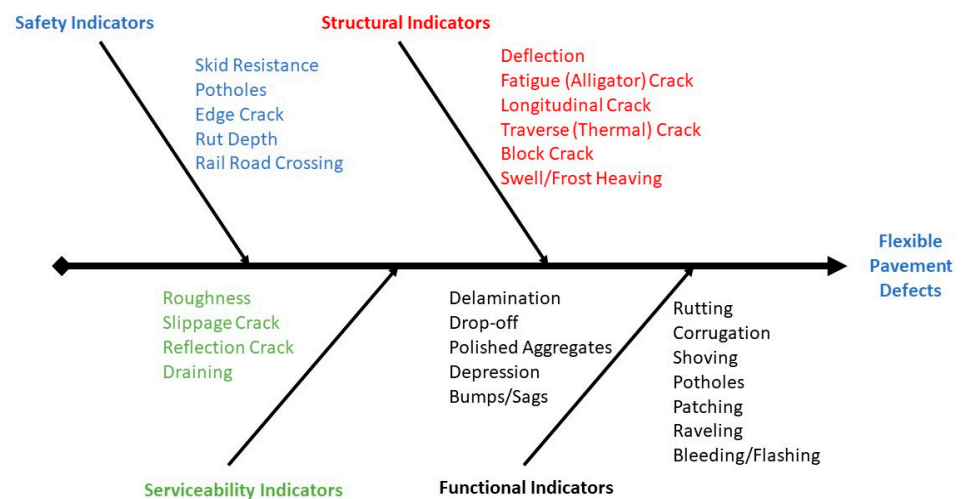 Safety Indicators
Structural Indicators
Skid Resistance
Potholes
Edge Crack
Rut Depth
Rail Road Crossing
Deflection
Fatigue (Alligator) Crack
Longitudinal Crack
Traverse (Thermal) Crack
Block Crack
Swell/Frost Heaving
Flexible
Pavement
Defects
Roughness
Slippage Crack
Reflection Crack
Draining
Delamination
Drop-off
Polished Aggregates
Depression
Bumps/Sags
Rutting
Corrugation
Shoving
Potholes
Patching
Raveling
Bleeding/Flashing
Serviceability Indicators
Functional Indicators